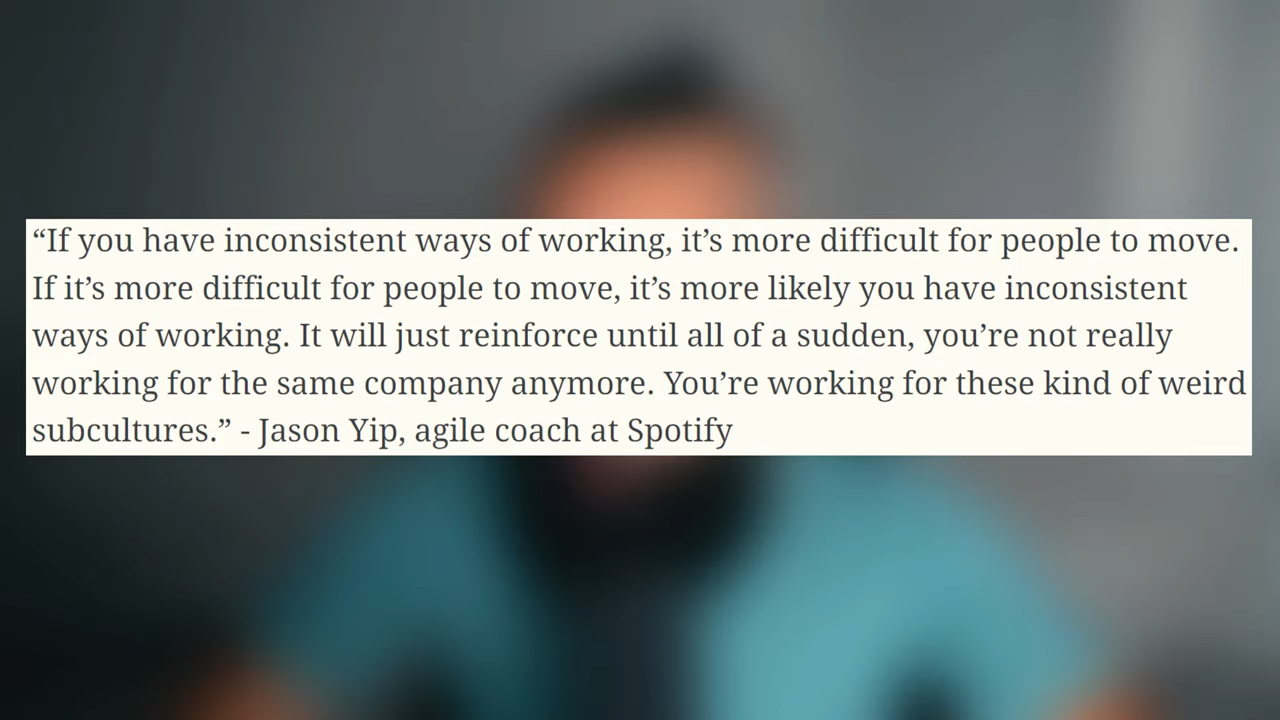 “If you have inconsistent ways of working, it’s more difficult for people to move.
If it’s more difficult for people to move, it’s more likely you have inconsistent
ways of working. It will just reinforce until all of a sudden, you’re not really
working for the same company anymore. You’re working for these kind of weird
subcultures.” - Jason Yip, agile coach at Spotify